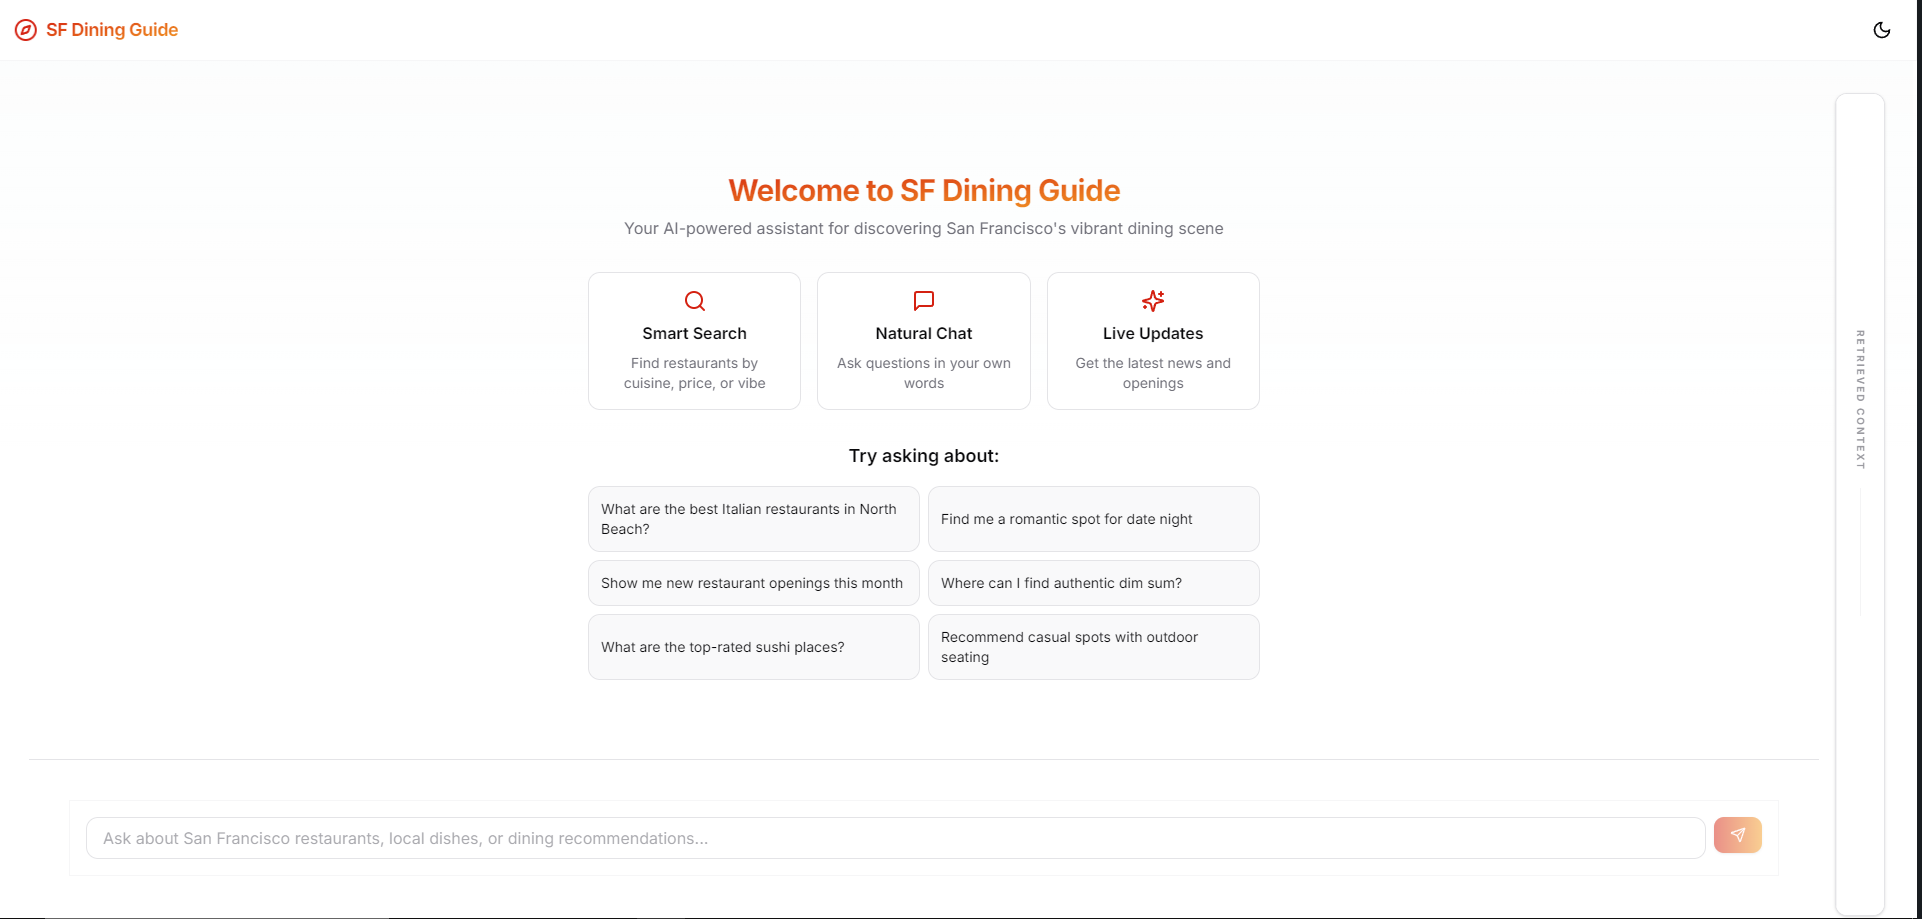 SF Dining Guide
Welcome to SF Dining Guide
Your AI-powered assistant for discovering San Francisco's vibrant dining scene
Smart Search
Find restaurants by
cuisine, price, or vibe
Natural Chat
Ask questions in your own
words
Live Updates
Get the latest news and
openings
Try asking about:
What are the best Italian restaurants in North
Beach?
Find me a romantic spot for date night
Show me new restaurant openings this month
Where can I find authentic dim sum?
What are the top-rated sushi places?
Recommend casual spots with outdoor
seating
Ask about San Francisco restaurants, local dishes, or dining recommendations...
RETRIEVED CONTEXT